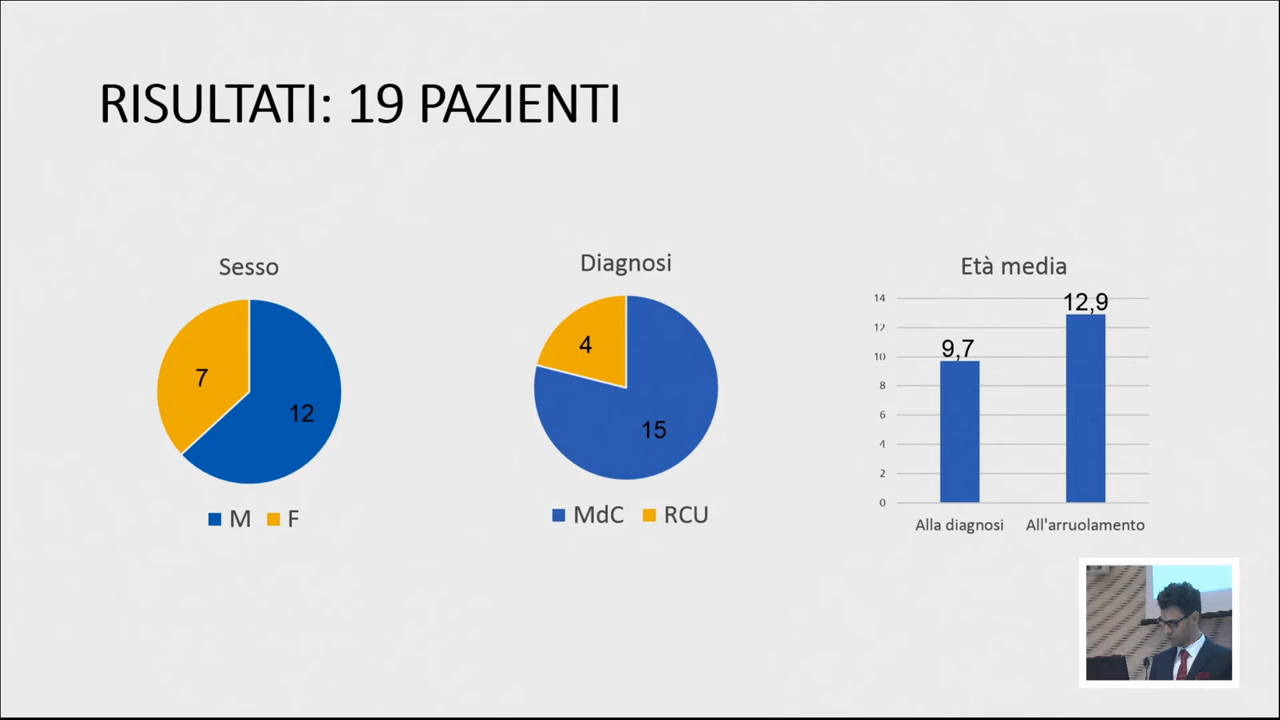 RISULTATI: 19 PAZIENTI
Sesso
7
12
M F
Diagnosi
4
15
MdC RCU
Età media
14
12
10
8
6
4
2
0
9,7
12,9
Alla diagnosi
All'arruolamento